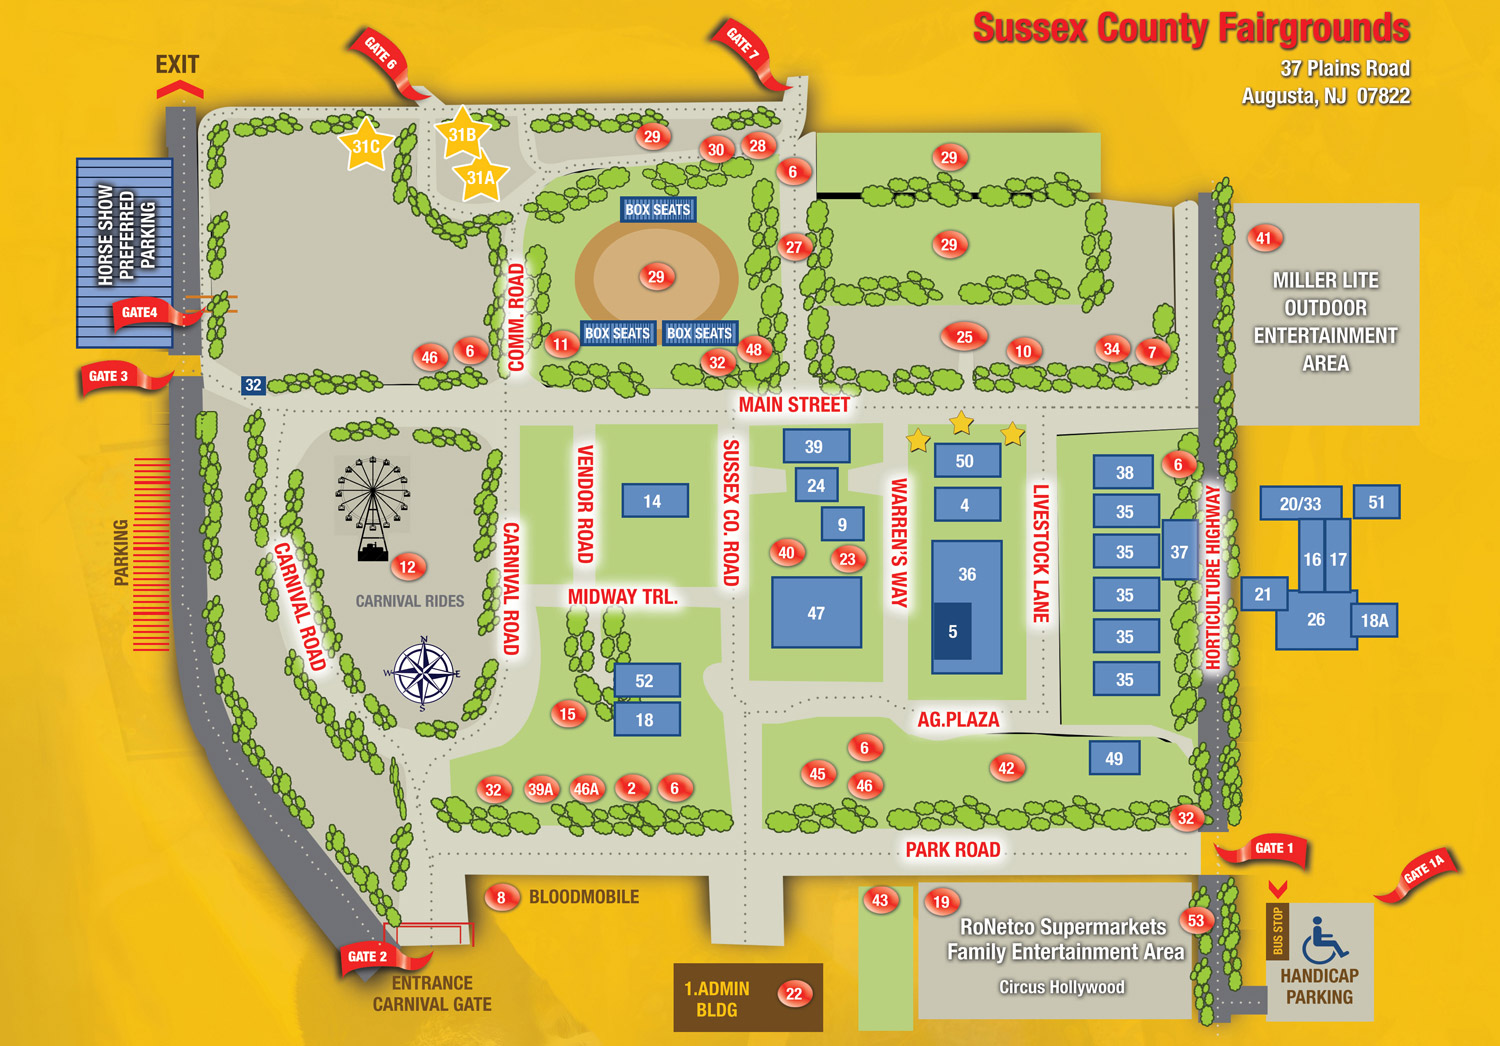 Sussex County Fairgrounds
37 Plains Road
Augusta, NJ 07822
EXIT
GATE 6
GATE 7
31C
31B
31A
29
30
28
6
29
HORSE SHOW
PREFERRED
PARKING
BOX SEATS
27
29
41
MILLER LITE
OUTDOOR
ENTERTAINMENT
AREA
29
GATE4
COMM. ROAD
BOX SEATS
BOX SEATS
46
6
11
32
48
25
10
34
7
GATE 3
32
MAIN STREET
VENDOR ROAD
14
SUSSEX CO. ROAD
39
24
9
40
23
47
WARREN'S WAY
50
4
36
5
LIVESTOCK LANE
38
6
35
35
37
35
35
35
HORTICULTURE HIGHWAY
20/33
51
16
17
21
26
18A
PARKING
CARNIVAL ROAD
12
CARNIVAL RIDES
CARNIVAL ROAD
N
W
E
S
MIDWAY TRL.
52
18
15
AG.PLAZA
6
45
46
42
49
32
39A
46A
2
6
32
PARK ROAD
GATE 1
GATE 1A
8
BLOODMOBILE
43
19
RoNetco Supermarkets
Family Entertainment Area
Circus Hollywood
53
BUS STOP
HANDICAP
PARKING
GATE 2
ENTRANCE
CARNIVAL GATE
1.ADMIN
BLDG
22